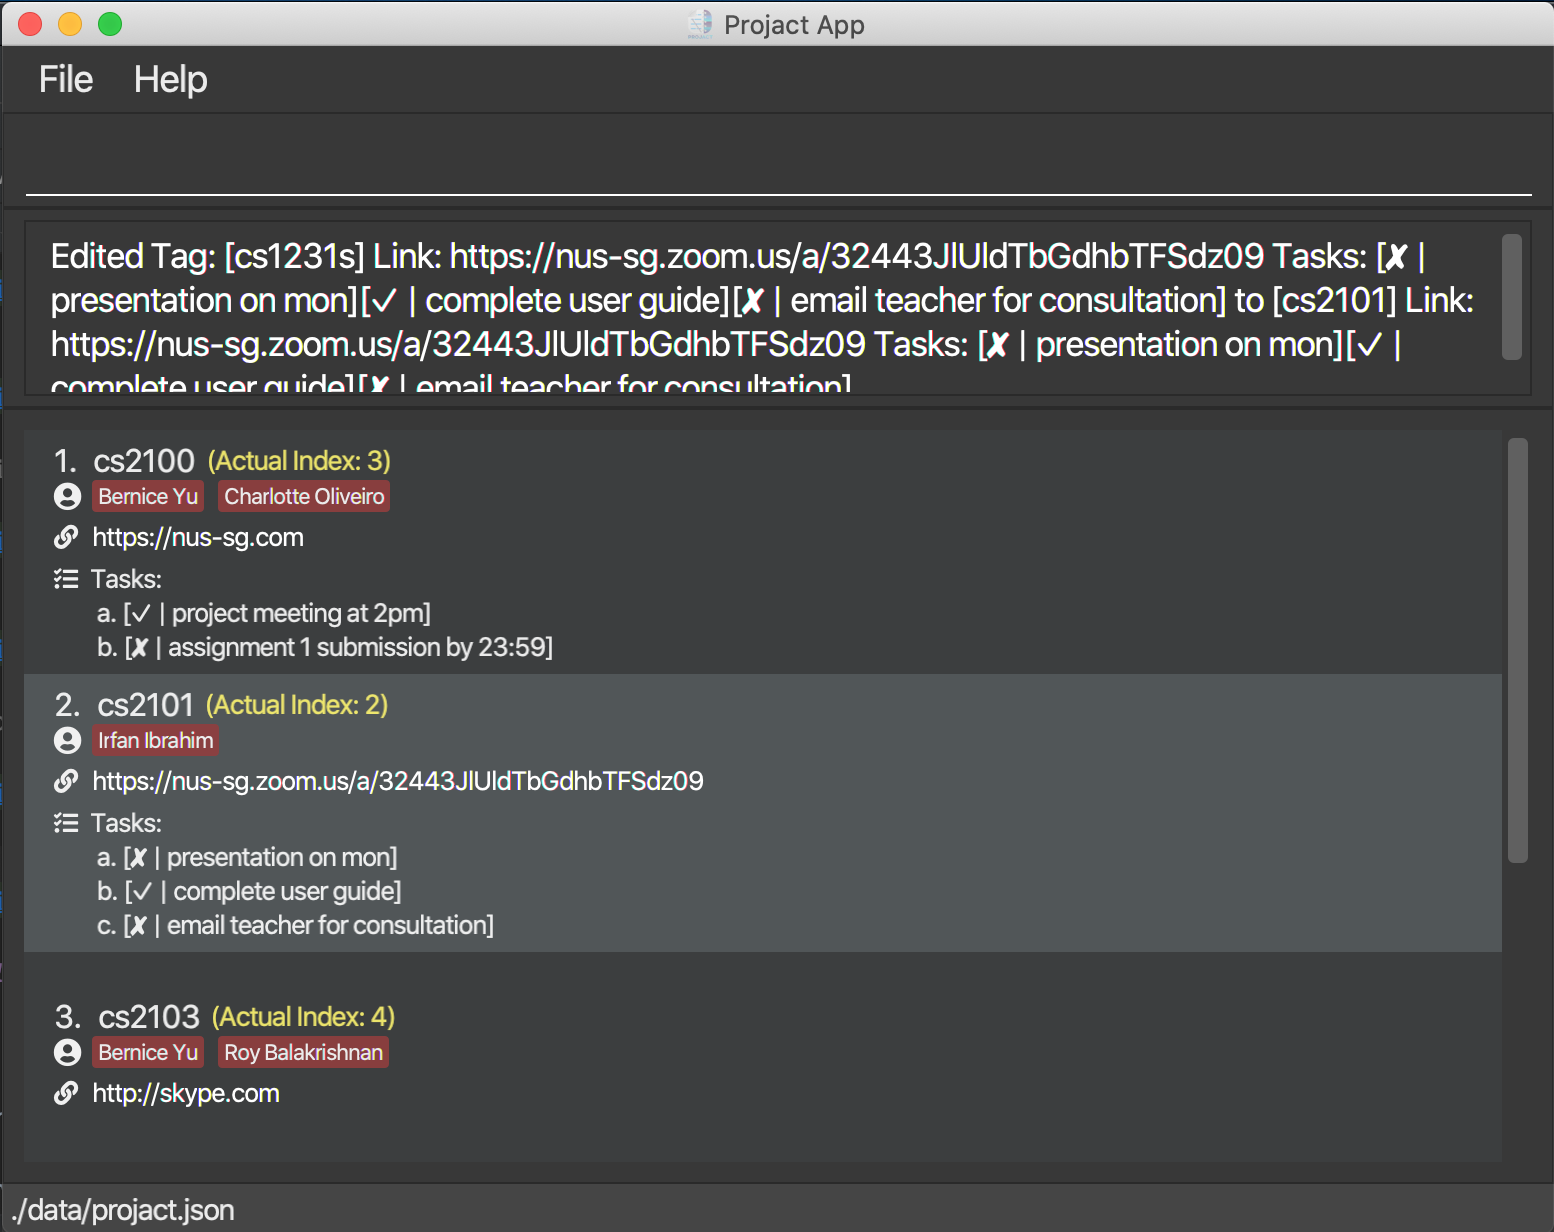 Projact App
File Help
Edited Tag: [cs1231s] Link: https://nus-sg.zoom.us/a/32443JlUldTbGdhbTFSdz09 Tasks: [✘ |
presentation on mon][✓ | complete user guide][✘ | email teacher for consultation] to [cs2101] Link:
https://nus-sg.zoom.us/a/32443JlUldTbGdhbTFSdz09 Tasks: [✘ | presentation on mon][✓ |
complete user guide][✘ | email teacher for consultation]
1. cs2100 (Actual Index: 3)
Bernice Yu Charlotte Oliveiro
https://nus-sg.com
Tasks:
a. [✓ | project meeting at 2pm]
b. [✘ | assignment 1 submission by 23:59]
2. cs2101 (Actual Index: 2)
Irfan Ibrahim
https://nus-sg.zoom.us/a/32443JlUldTbGdhbTFSdz09
Tasks:
a. [✘ | presentation on mon]
b. [✓ | complete user guide]
c. [✘ | email teacher for consultation]
3. cs2103 (Actual Index: 4)
Bernice Yu Roy Balakrishnan
http://skype.com
./data/projact.json